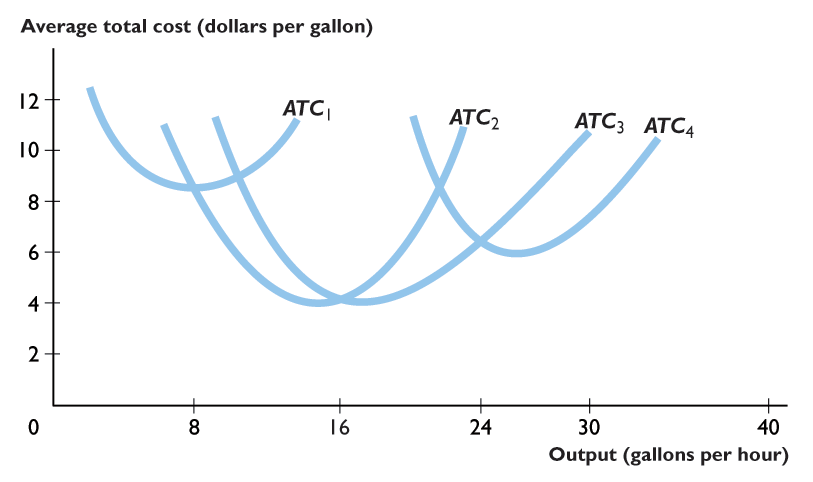 Average total cost (dollars per gallon)
12
10
8
6
4
2
0
ATC₁
ATC₂
ATC₃
ATC₄
8 16 24 30 40
Output (gallons per hour)